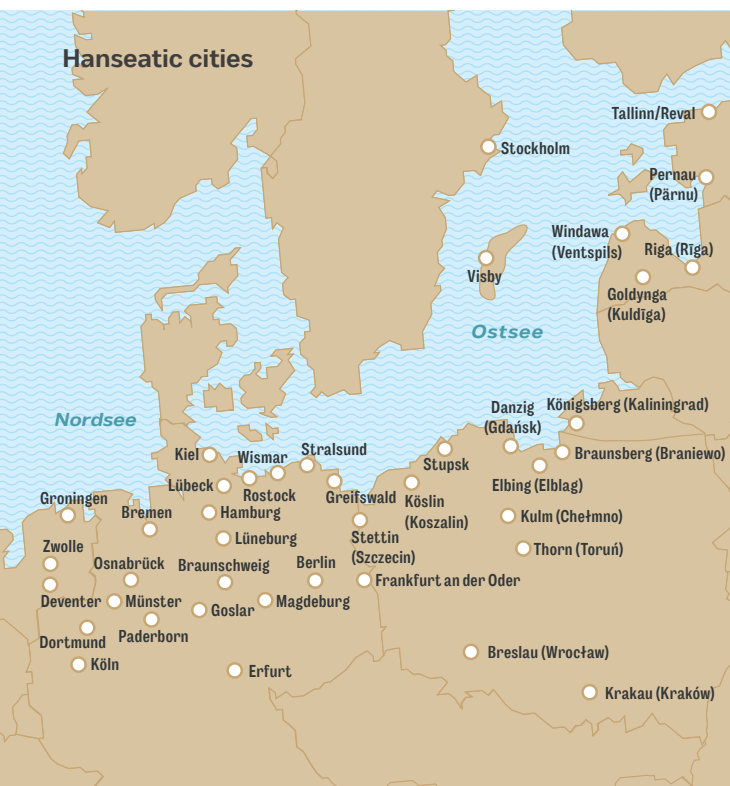 Hanseatic cities
Tallinn/Reval
Stockholm
Pernau
(Pärnu)
Windawa
(Ventspils)
Riga (Rīga)
Visby
Goldynga
(Kuldīga)
Ostsee
Nordsee
Danzig
(Gdańsk)
Königsberg (Kaliningrad)
Kiel
Wismar
Stralsund
Stupsk
Braunsberg (Braniewo)
Lübeck
Rostock
Greifswald
Köslin
(Koszalin)
Elbing (Elblag)
Groningen
Bremen
Hamburg
Kulm (Chełmno)
Lüneburg
Stettin
(Szczecin)
Thorn (Toruń)
Zwolle
Osnabrück
Braunschweig
Berlin
Frankfurt an der Oder
Deventer
Münster
Goslar
Magdeburg
Paderborn
Dortmund
Köln
Erfurt
Breslau (Wrocław)
Krakau (Kraków)